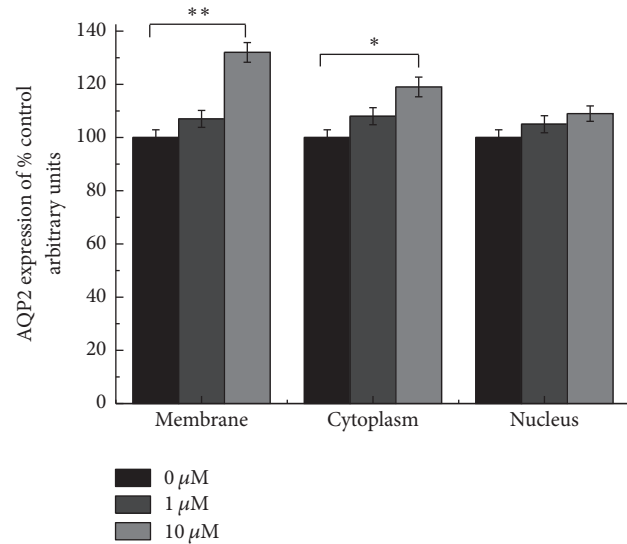 **
*
140
120
100
80
60
40
20
0
AQP2 expression of % control
arbitrary units
Membrane Cytoplasm Nucleus
0 μM
1 μM
10 μM